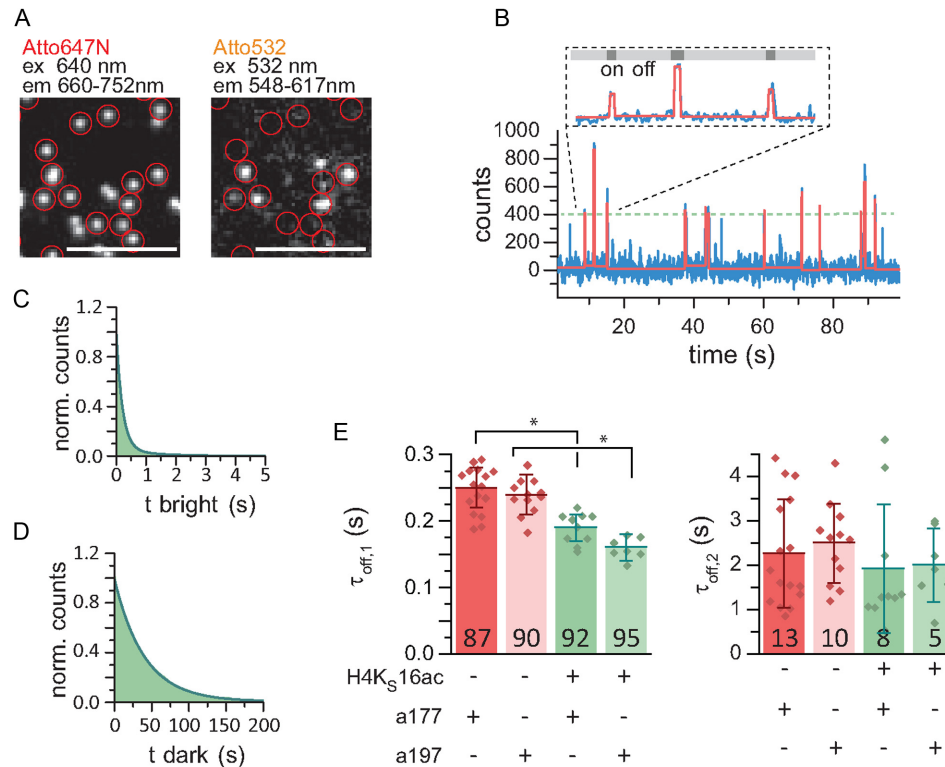 A
Atto647N
ex 640 nm
em 660-752nm
Atto532
ex 532 nm
em 548-617nm
B
on off
1000
800
600
400
200
0
counts
20 40 60 80
time (s)
C
1.2
0.8
0.4
0.0
norm. counts
0 1 2 3 4 5
t bright (s)
D
1.2
0.8
0.4
0.0
norm. counts
0 50 100 150 200
t dark (s)
E
* *
0.3
0.2
0.1
0.0
τoff,1 (s)
87 90 92 95
4
3
2
1
0
τoff,2 (s)
13 10 8 5
H4KS16ac - - + + - - + +
a177 + - + - + - + -
a197 - + - + - + - +